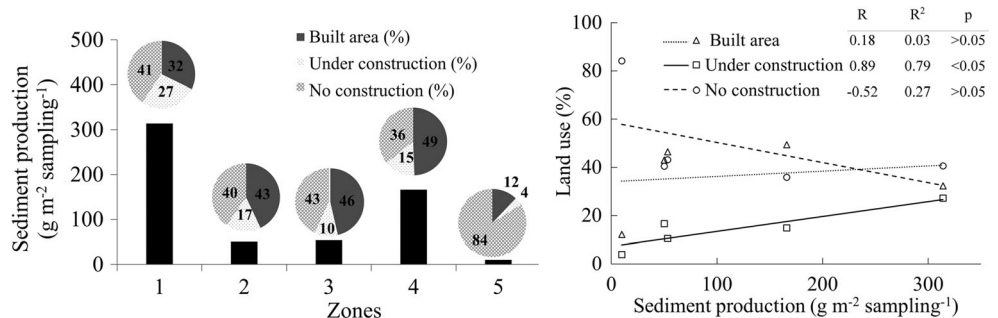 Sediment production
(g m-2 sampling-1)
500
400
300
200
100
0
Built area (%)
Under construction (%)
No construction (%)
41 32
27
40 43
17
43 46
10
36 49
15
12
4
84
1 2 3 4 5
Zones
Land use (%)
100
80
60
40
20
0
R R2 p
Built area 0.18 0.03 >0.05
Under construction 0.89 0.79 <0.05
No construction -0.52 0.27 >0.05
0 100 200 300
Sediment production (g m-2 sampling-1)